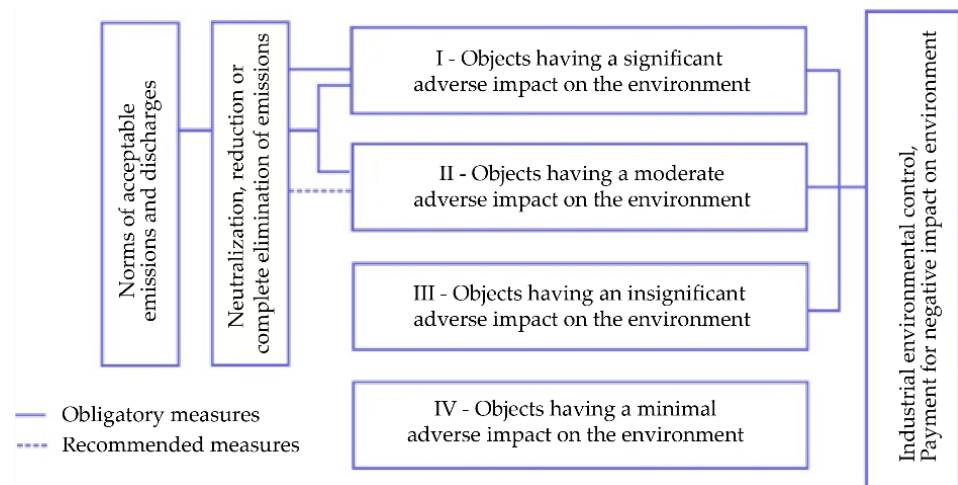 Norms of acceptable
emissions and discharges
Neutralization, reduction or
complete elimination of emissions
I - Objects having a significant
adverse impact on the environment
II - Objects having a moderate
adverse impact on the environment
III - Objects having an insignificant
adverse impact on the environment
IV - Objects having a minimal
adverse impact on the environment
Industrial environmental control,
Payment for negative impact on environment
Obligatory measures
Recommended measures